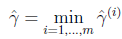 γ̂ = min_{i=1,...,m} γ̂^{(i)}